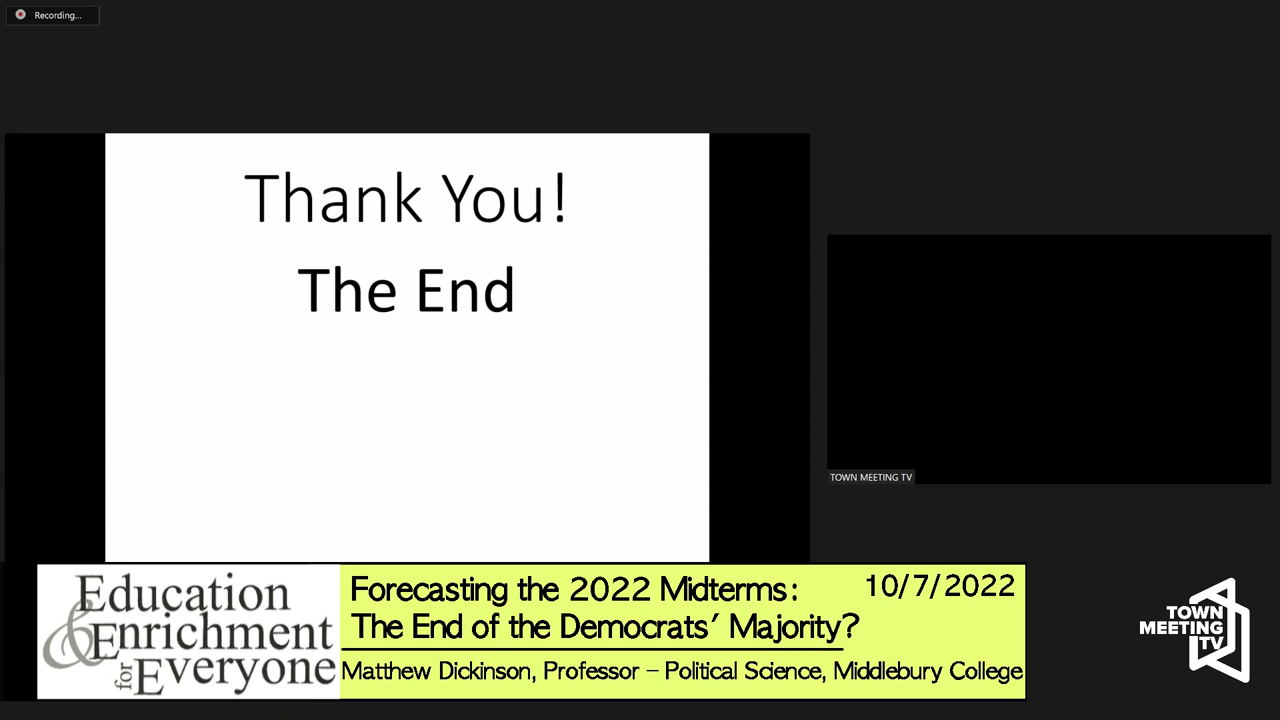 Recording...
Thank You!
The End
TOWN MEETING TV
Education
& Enrichment
for Everyone
Forecasting the 2022 Midterms:
10/7/2022
The End of the Democrats' Majority?
Matthew Dickinson, Professor – Political Science, Middlebury College
TOWN
MEETING
TV